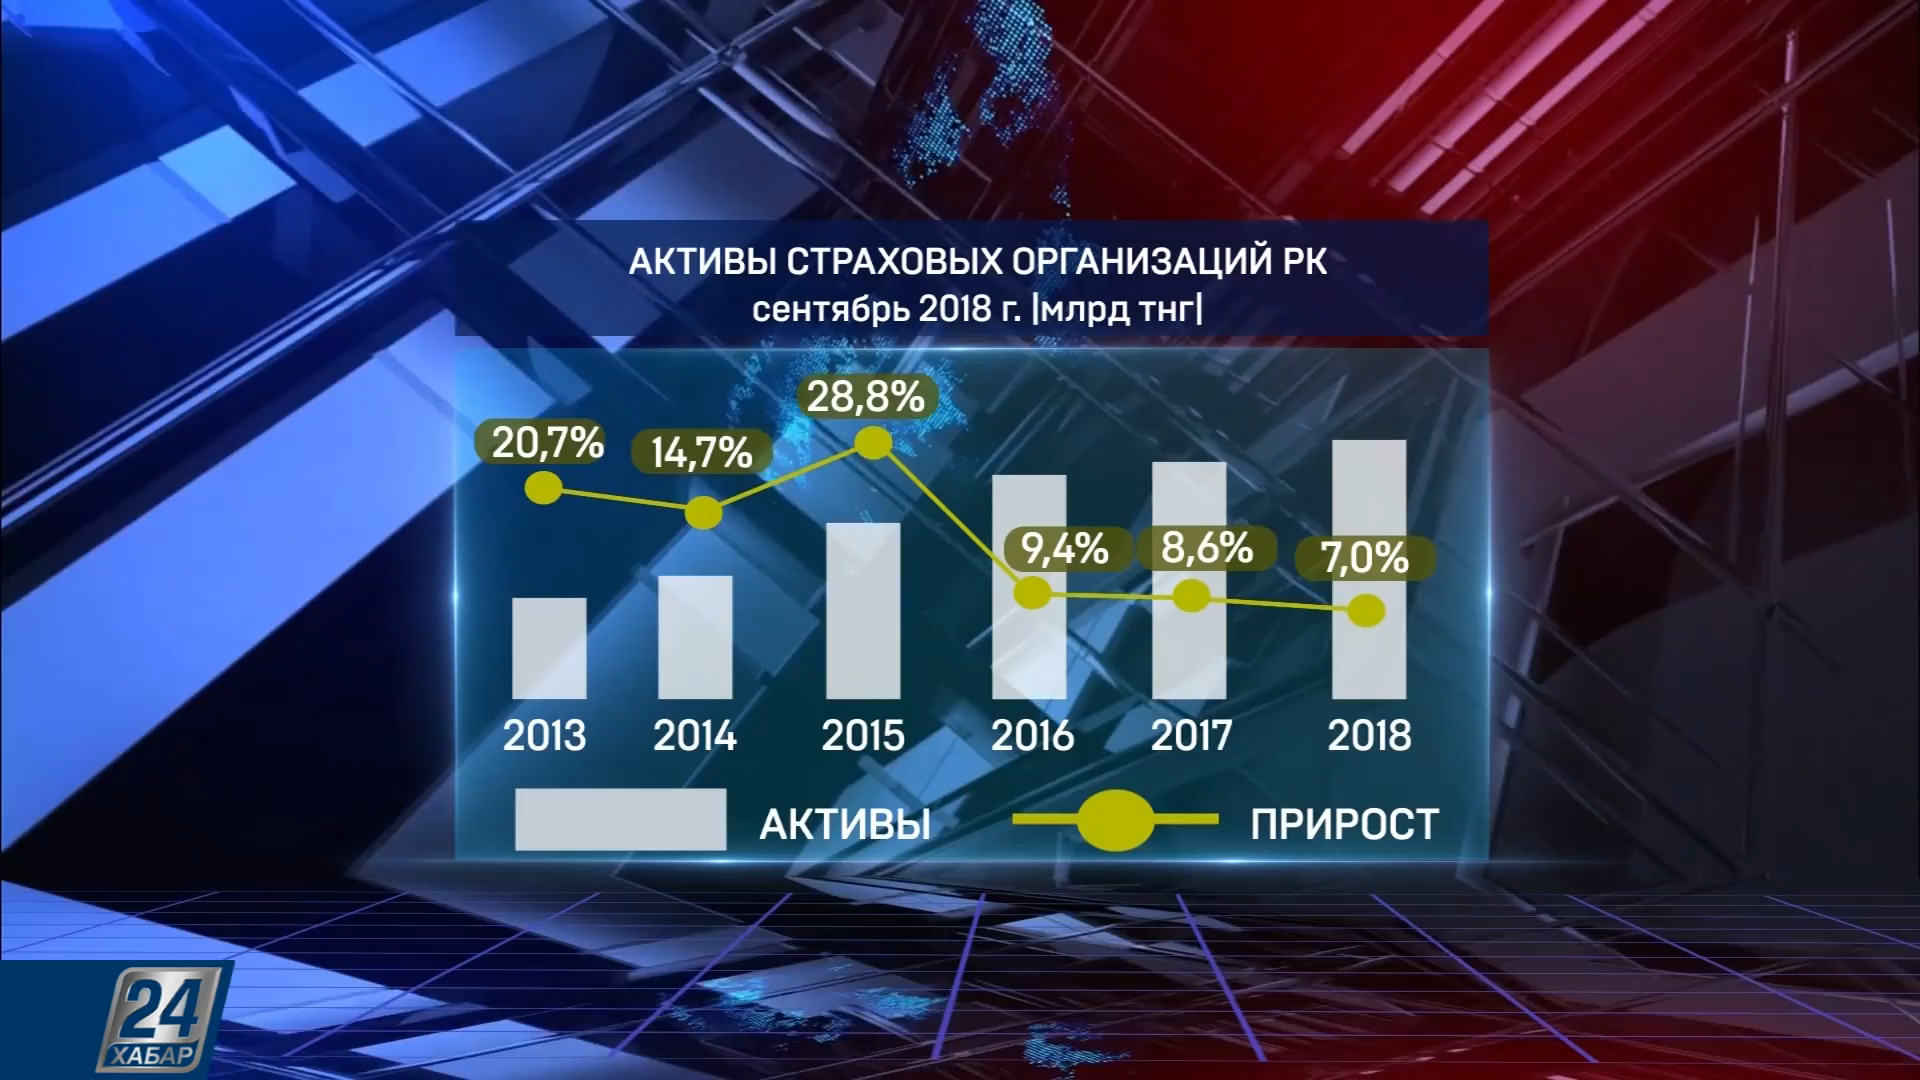 АКТИВЫ СТРАХОВЫХ ОРГАНИЗАЦИЙ РК
сентябрь 2018 г. |млрд тнг|
20,7%
14,7%
28,8%
9,4%
8,6%
7,0%
2013
2014
2015
2016
2017
2018
АКТИВЫ
ПРИРОСТ
24
ХАБАР